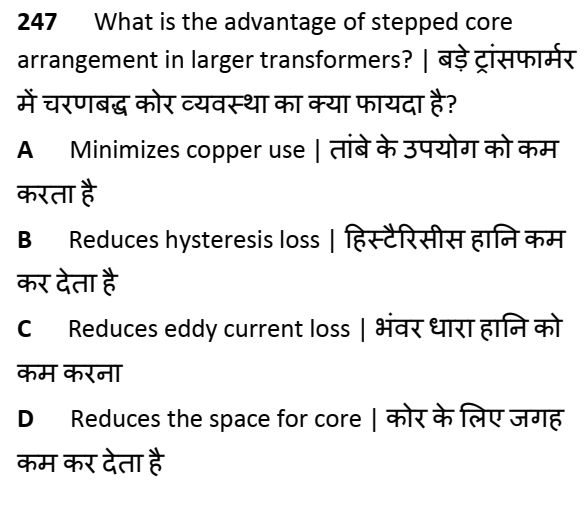 247 What is the advantage of stepped core
arrangement in larger transformers? | बड़े ट्रांसफार्मर
में चरणबद्ध कोर व्यवस्था का क्या फायदा है?
A Minimizes copper use | तांबे के उपयोग को कम
करता है
B Reduces hysteresis loss | हिस्टैरिसीस हानि कम
कर देता है
C Reduces eddy current loss | भंवर धारा हानि को
कम करना
D Reduces the space for core | कोर के लिए जगह
कम कर देता है